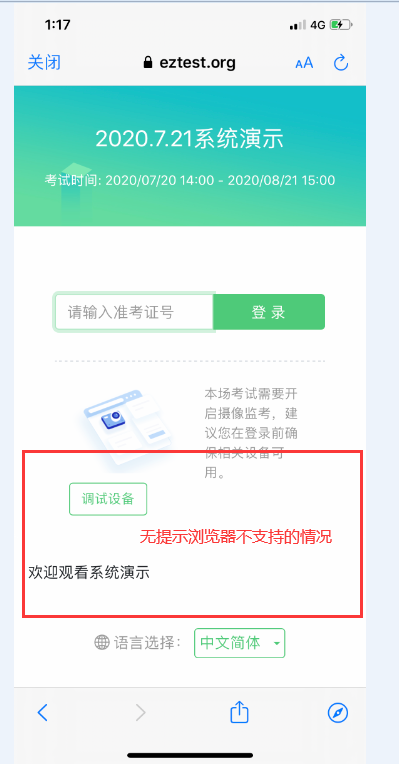 1:17
4G
关闭
eztest.org
AA
2020.7.21系统演示
考试时间: 2020/07/20 14:00 - 2020/08/21 15:00
请输入准考证号
登 录
本场考试需要开
启摄像监考，建
议您在登录前确
保相关设备可
用。
调试设备
无提示浏览器不支持的情况
欢迎观看系统演示
语言选择：
中文简体